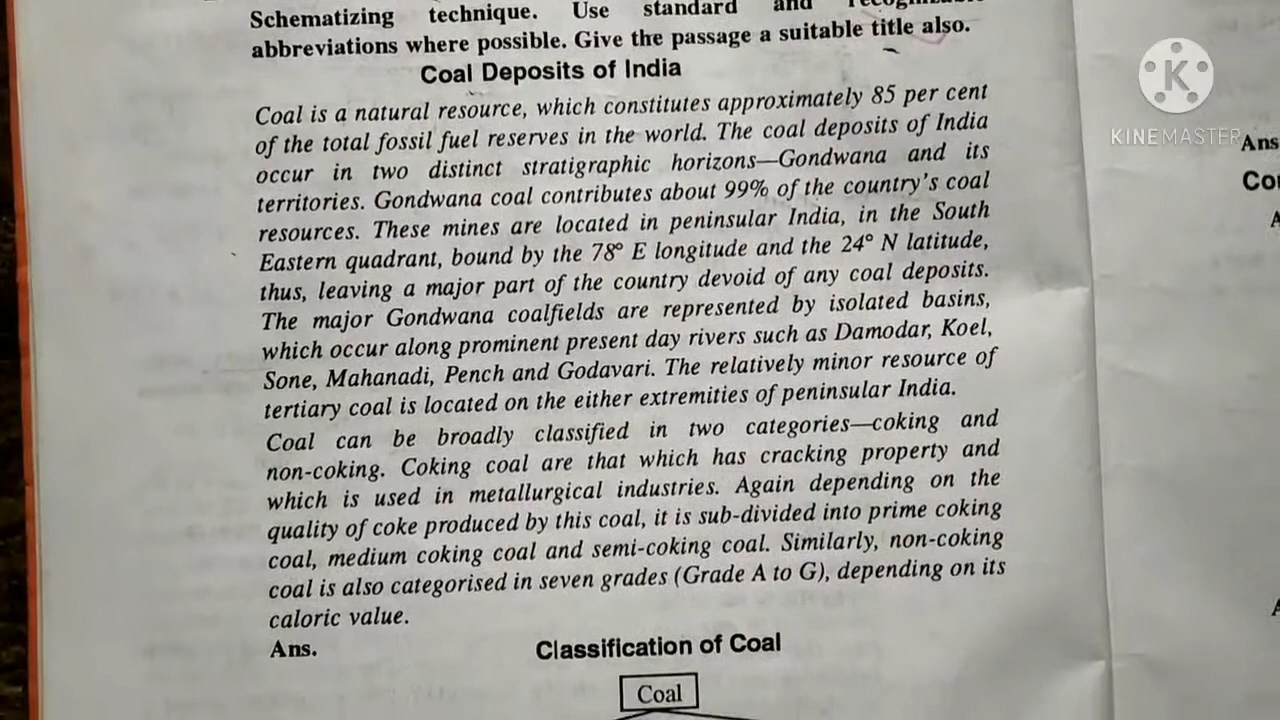 Schematizing technique. Use standard and
abbreviations where possible. Give the passage a suitable title also.
Coal Deposits of India
Coal is a natural resource, which constitutes approximately 85 per cent
of the total fossil fuel reserves in the world. The coal deposits of India
occur in two distinct stratigraphic horizons—Gondwana and its
territories. Gondwana coal contributes about 99% of the country's coal
resources. These mines are located in peninsular India, in the South
Eastern quadrant, bound by the 78° E longitude and the 24° N latitude,
thus, leaving a major part of the country devoid of any coal deposits.
The major Gondwana coalfields are represented by isolated basins,
which occur along prominent present day rivers such as Damodar, Koel,
Sone, Mahanadi, Pench and Godavari. The relatively minor resource of
tertiary coal is located on the either extremities of peninsular India.
Coal can be broadly classified in two categories—coking and
non-coking. Coking coal are that which has cracking property and
which is used in metallurgical industries. Again depending on the
quality of coke produced by this coal, it is sub-divided into prime coking
coal, medium coking coal and semi-coking coal. Similarly, non-coking
coal is also categorised in seven grades (Grade A to G), depending on its
caloric value.
Ans.
Classification of Coal
Coal
K
KINEMASTER
Ans